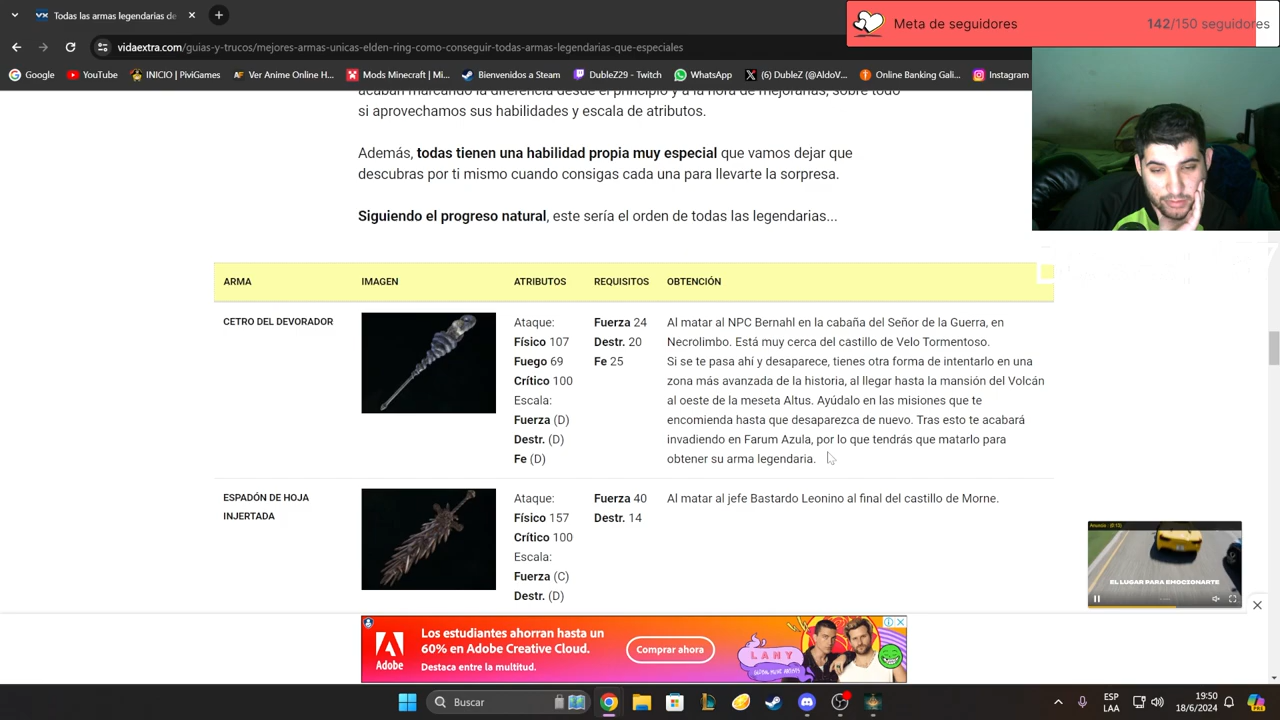 Todas las armas legendarias de
Meta de seguidores
142/150 seguidores
vidaextra.com/guias-y-trucos/mejores-armas-unicas-elden-ring-como-conseguir-todas-armas-legendarias-que-especiales
Google
YouTube
INICIO | PiviGames
Ver Anime Online H...
Mods Minecraft | Mi...
Bienvenidos a Steam
DubleZ29 - Twitch
WhatsApp
(6) DubleZ (@AldoV...
Online Banking Gali...
Instagram
acaban marcando la diferencia desde el principio y a la hora de mejorarlas, sobre todo
si aprovechamos sus habilidades y escala de atributos.
Además, todas tienen una habilidad propia muy especial que vamos dejar que
descubras por ti mismo cuando consigas cada una para llevarte la sorpresa.
Siguiendo el progreso natural, este sería el orden de todas las legendarias...
ARMA IMAGEN ATRIBUTOS REQUISITOS OBTENCIÓN
CETRO DEL DEVORADOR
Ataque:
Físico 107
Fuego 69
Crítico 100
Escala:
Fuerza (D)
Destr. (D)
Fe (D)
Fuerza 24
Destr. 20
Fe 25
Al matar al NPC Bernahl en la cabaña del Señor de la Guerra, en
Necrolimbo. Está muy cerca del castillo de Velo Tormentoso.
Si se te pasa ahí y desaparece, tienes otra forma de intentarlo en una
zona más avanzada de la historia, al llegar hasta la mansión del Volcán
al oeste de la meseta Altus. Ayúdalo en las misiones que te
encomienda hasta que desaparezca de nuevo. Tras esto te acabará
invadiendo en Farum Azula, por lo que tendrás que matarlo para
obtener su arma legendaria.
ESPADÓN DE HOJA
INJERTADA
Ataque:
Físico 157
Crítico 100
Escala:
Fuerza (C)
Destr. (D)
Fuerza 40
Destr. 14
Al matar al jefe Bastardo Leonino al final del castillo de Morne.
EL LUGAR PARA EMOCIONARTE
Adobe
Los estudiantes ahorran hasta un
60% en Adobe Creative Cloud.
Destaca entre la multitud.
Comprar ahora
LANY
Buscar
ESP
LAA
19:50
18/6/2024